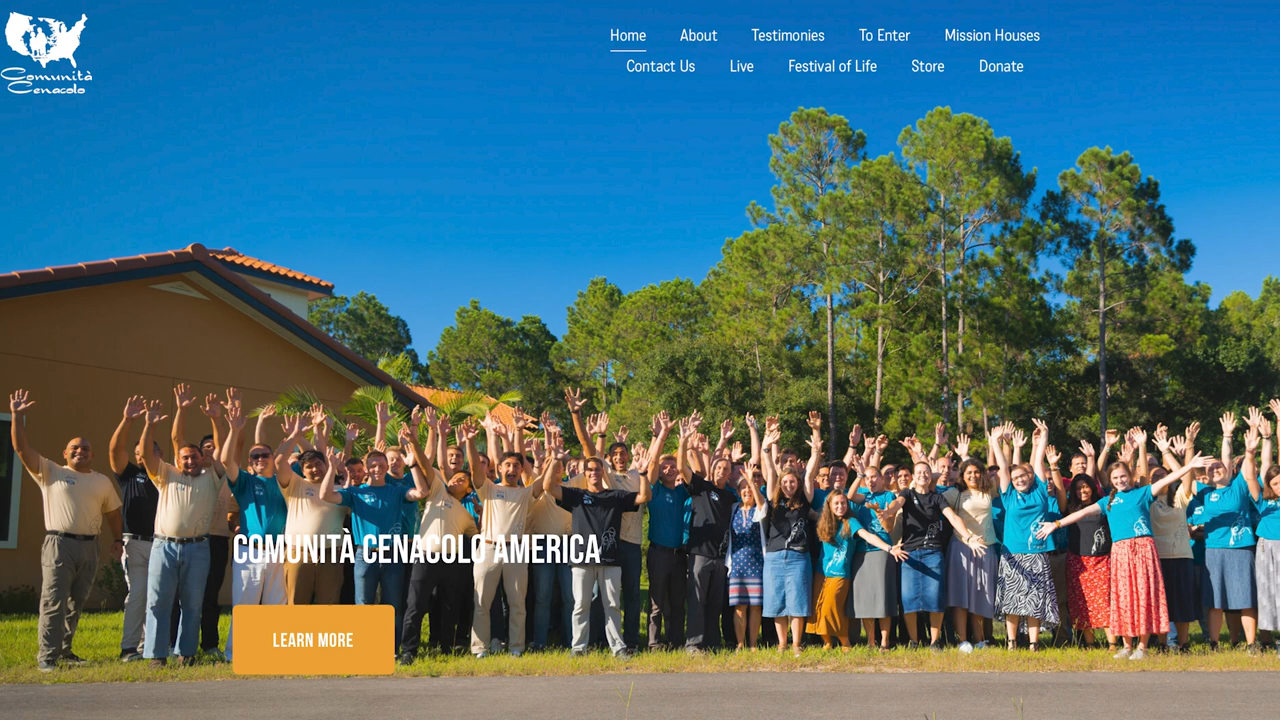 Comunità
Cenacolo
Home About Testimonies To Enter Mission Houses
Contact Us Live Festival of Life Store Donate
COMUNITÀ CENACOLO AMERICA
LEARN MORE